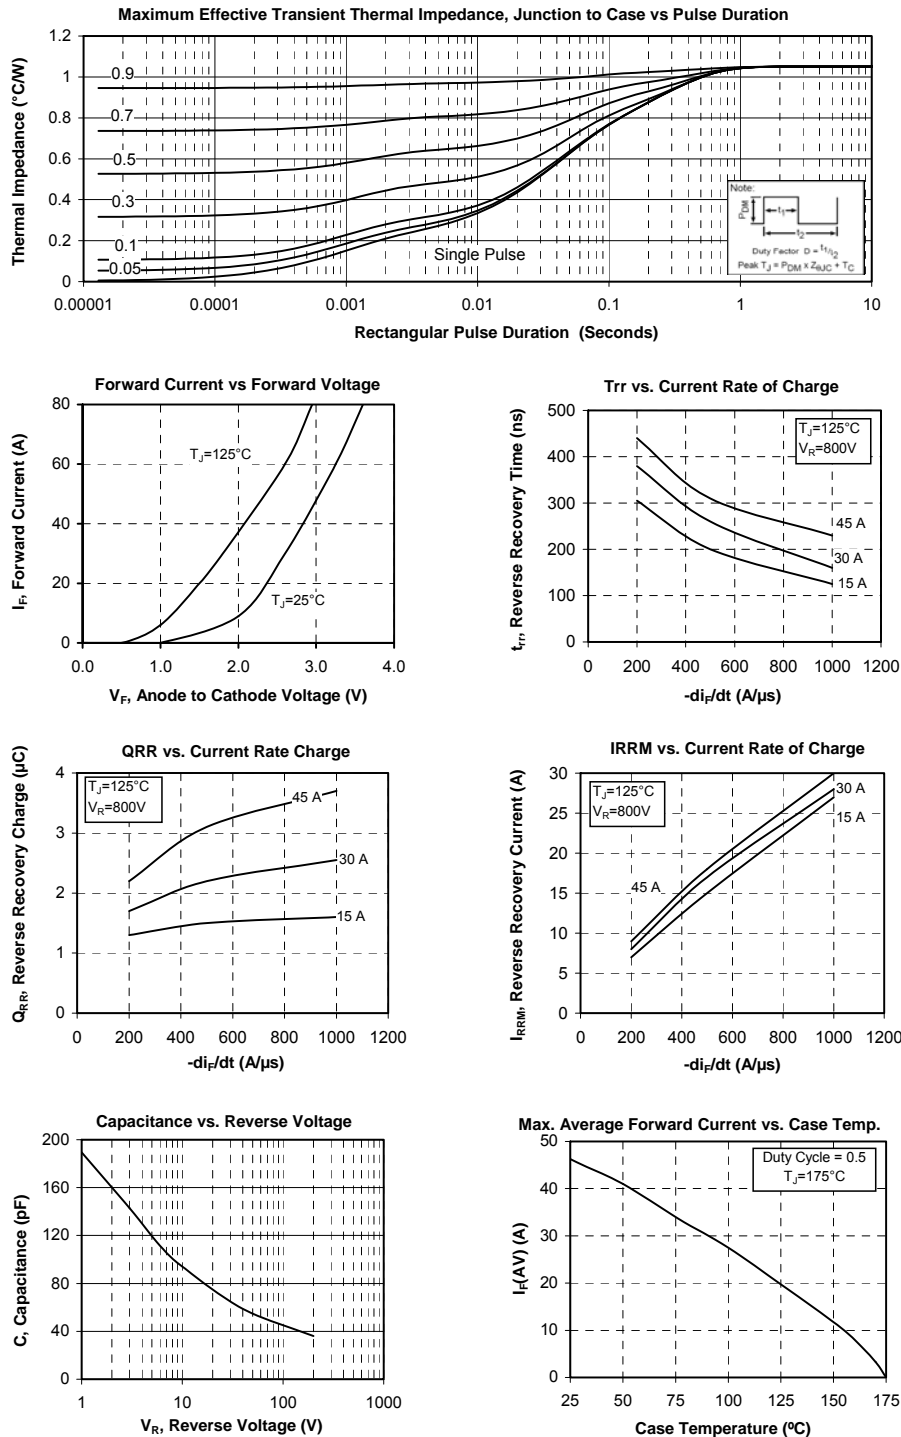 Maximum Effective Transient Thermal Impedance, Junction to Case vs Pulse Duration
Thermal Impedance (°C/W)
1.2
1
0.8
0.6
0.4
0.2
0
0.9
0.7
0.5
0.3
0.1
0.05
Single Pulse
Note:
PDM
t1
t2
Duty Factor D = t1/t2
Peak TJ = PDM x ZθJC + TC
0.00001 0.0001 0.001 0.01 0.1 1 10
Rectangular Pulse Duration (Seconds)
Forward Current vs Forward Voltage
IF, Forward Current (A)
80
60
40
20
0
TJ=125°C
TJ=25°C
0.0 1.0 2.0 3.0 4.0
VF, Anode to Cathode Voltage (V)
Trr vs. Current Rate of Charge
trr, Reverse Recovery Time (ns)
500
400
300
200
100
0
TJ=125°C
VR=800V
45 A
30 A
15 A
0 200 400 600 800 1000 1200
-diF/dt (A/µs)
QRR vs. Current Rate Charge
QRR, Reverse Recovery Charge (µC)
4
3
2
1
0
TJ=125°C
VR=800V
45 A
30 A
15 A
0 200 400 600 800 1000 1200
-diF/dt (A/µs)
IRRM vs. Current Rate of Charge
IRRM, Reverse Recovery Current (A)
30
25
20
15
10
5
0
TJ=125°C
VR=800V
30 A
15 A
45 A
0 200 400 600 800 1000 1200
-diF/dt (A/µs)
Capacitance vs. Reverse Voltage
C, Capacitance (pF)
200
160
120
80
40
0
1 10 100 1000
VR, Reverse Voltage (V)
Max. Average Forward Current vs. Case Temp.
IF(AV) (A)
50
40
30
20
10
0
Duty Cycle = 0.5
TJ=175°C
25 50 75 100 125 150 175
Case Temperature (ºC)